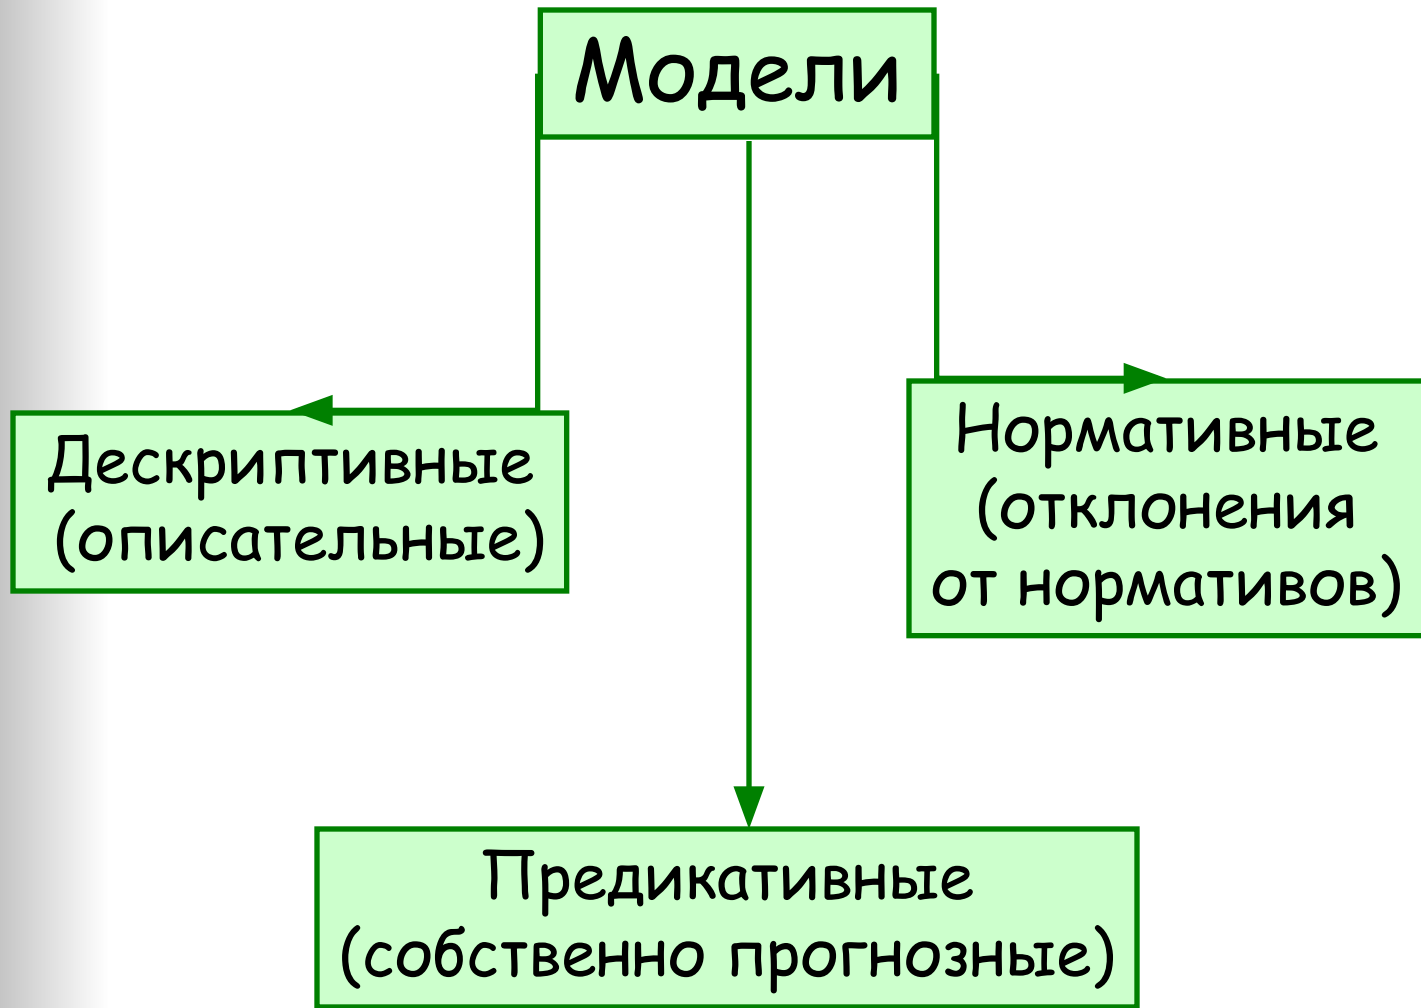 Модели
Дескриптивные
(описательные)
Нормативные
(отклонения
от нормативов)
Предикативные
(собственно прогнозные)